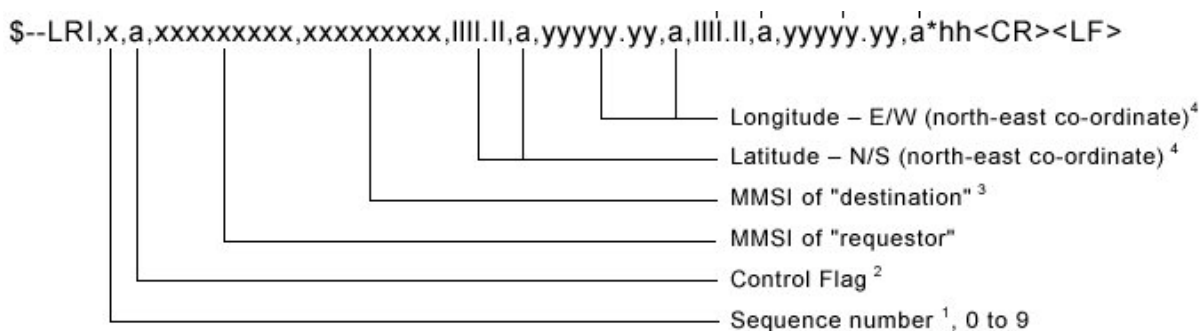 $--LRI,x,a,xxxxxxxxx,xxxxxxxxx,llll.ll,a,yyyyy.yy,a,llll.ll,a,yyyyy.yy,a*hh<CR><LF>
Longitude – E/W (north-east co-ordinate)⁴
Latitude – N/S (north-east co-ordinate) ⁴
MMSI of "destination" ³
MMSI of "requestor"
Control Flag ²
Sequence number ¹, 0 to 9